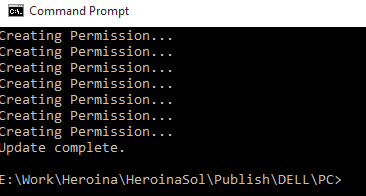 Command Prompt
Creating Permission...
Creating Permission...
Creating Permission...
Creating Permission...
Creating Permission...
Creating Permission...
Creating Permission...
Update complete.
E:\Work\Heroina\HeroinaSol\Publish\DELL\PC>